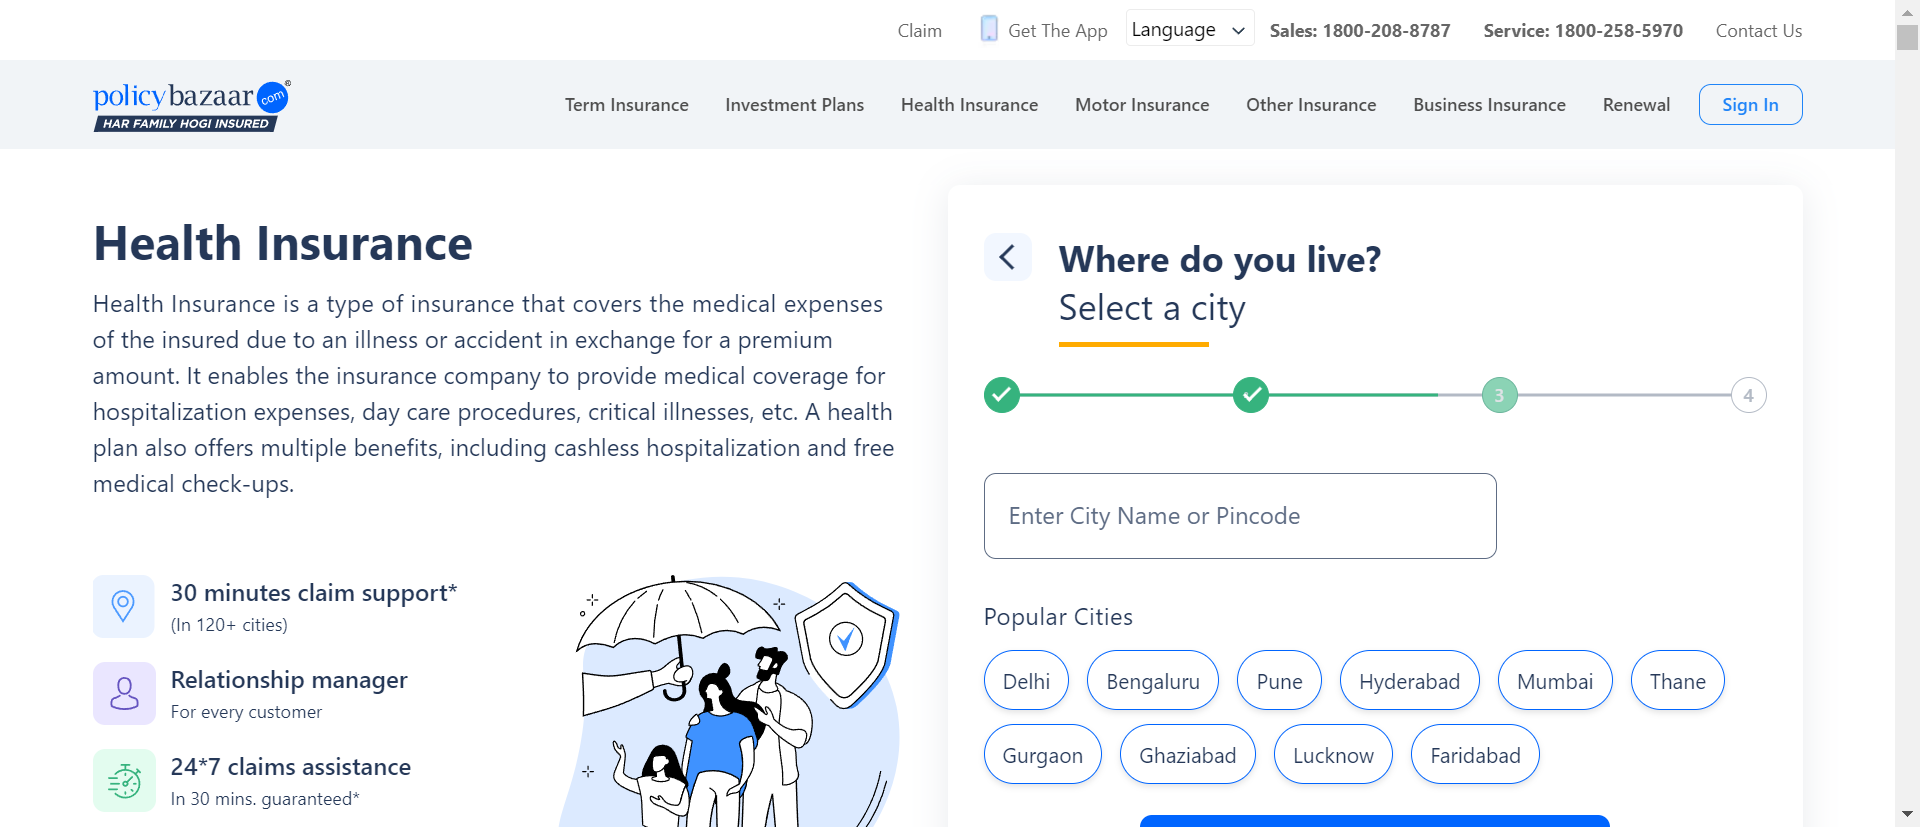 Claim
Get The App
Language
Sales: 1800-208-8787
Service: 1800-258-5970
Contact Us
policybazaar com ®
HAR FAMILY HOGI INSURED
Term Insurance
Investment Plans
Health Insurance
Motor Insurance
Other Insurance
Business Insurance
Renewal
Sign In
Health Insurance
Health Insurance is a type of insurance that covers the medical expenses
of the insured due to an illness or accident in exchange for a premium
amount. It enables the insurance company to provide medical coverage for
hospitalization expenses, day care procedures, critical illnesses, etc. A health
plan also offers multiple benefits, including cashless hospitalization and free
medical check-ups.
30 minutes claim support*
(In 120+ cities)
Relationship manager
For every customer
24*7 claims assistance
In 30 mins. guaranteed*
Where do you live?
Select a city
3
4
Enter City Name or Pincode
Popular Cities
Delhi
Bengaluru
Pune
Hyderabad
Mumbai
Thane
Gurgaon
Ghaziabad
Lucknow
Faridabad